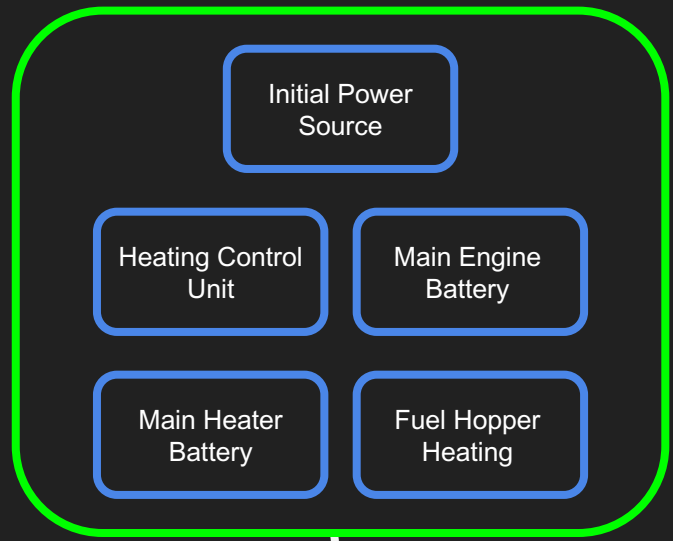 Initial Power
Source
Heating Control
Unit
Main Engine
Battery
Main Heater
Battery
Fuel Hopper
Heating